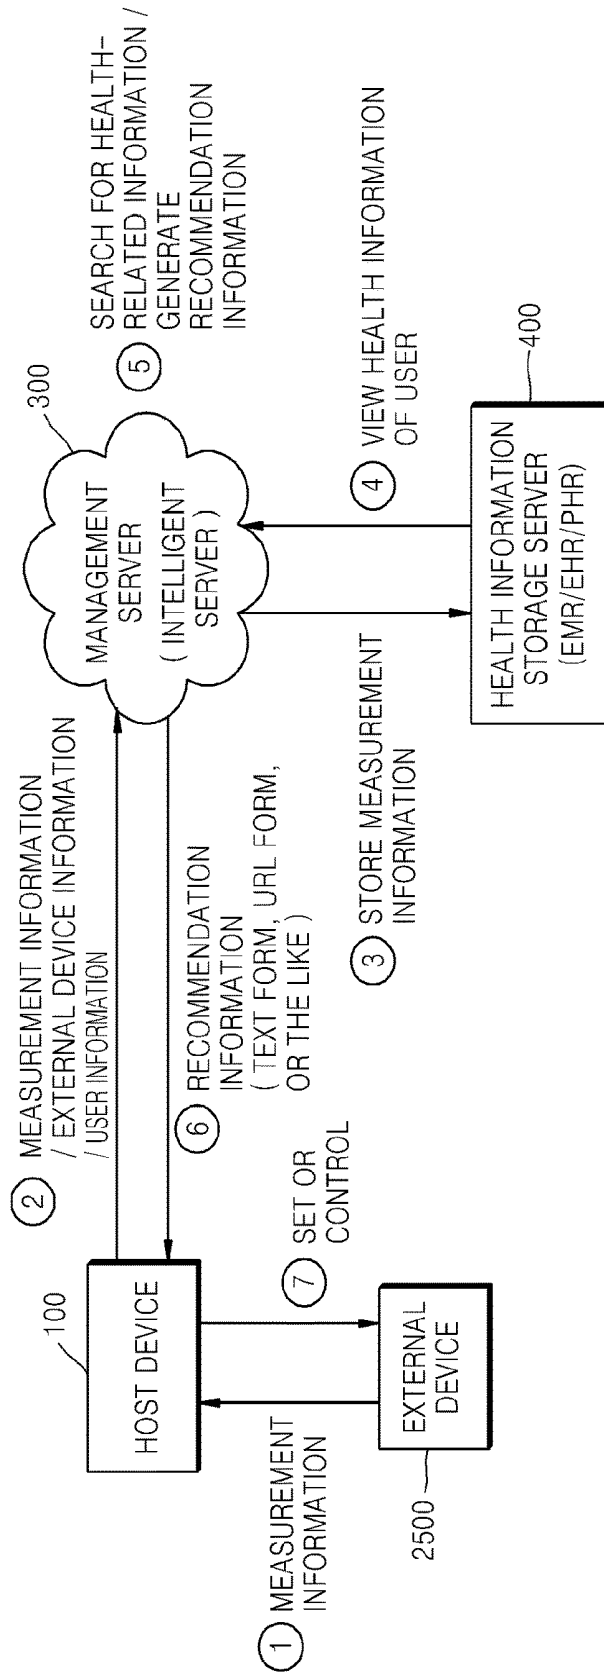 1
MEASUREMENT
INFORMATION
2
MEASUREMENT INFORMATION
/ EXTERNAL DEVICE INFORMATION
/ USER INFORMATION
100
HOST DEVICE
2500
EXTERNAL
DEVICE
7
SET OR
CONTROL
6
RECOMMENDATION
INFORMATION
( TEXT FORM, URL FORM,
OR THE LIKE )
300
MANAGEMENT
SERVER
( INTELLIGENT
SERVER )
3
STORE MEASUREMENT
INFORMATION
4
VIEW HEALTH INFORMATION
OF USER
5
SEARCH FOR HEALTH-
RELATED INFORMATION /
GENERATE
RECOMMENDATION
INFORMATION
400
HEALTH INFORMATION
STORAGE SERVER
(EMR/EHR/PHR)